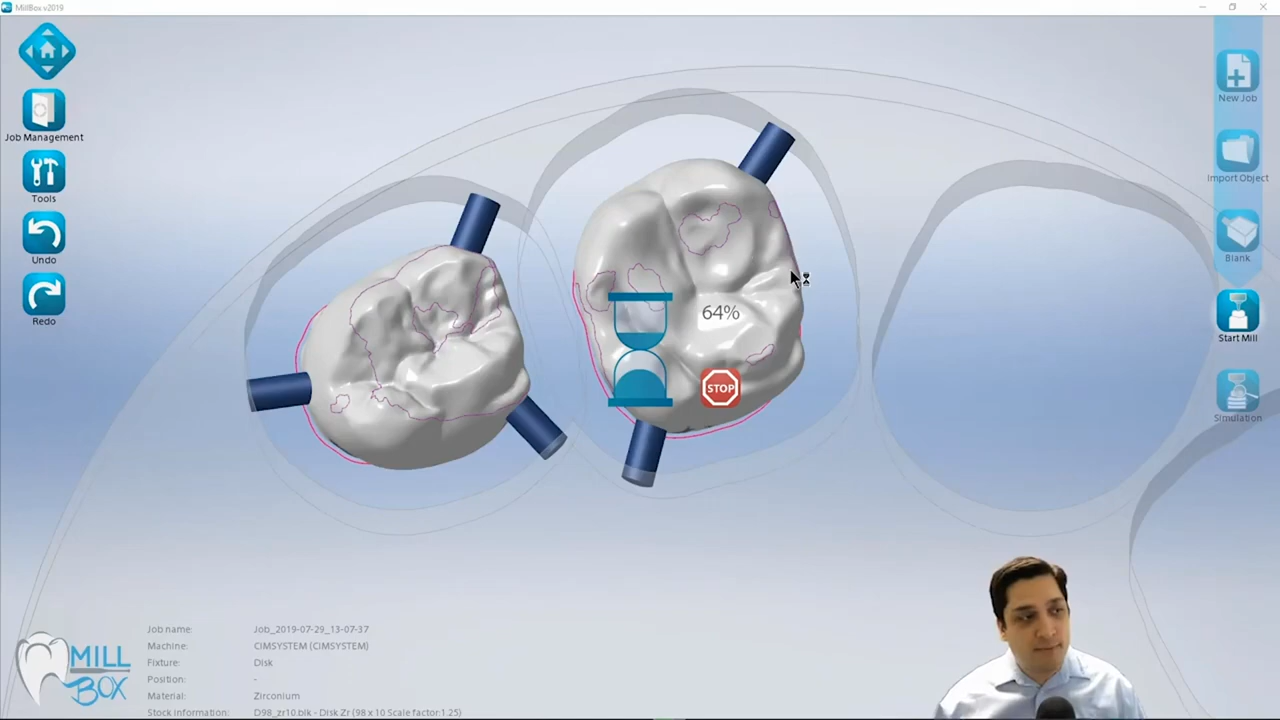 MillBox v2019
Job Management
Tools
Undo
Redo
New Job
Import Object
Blank
Start Mill
Simulation
64%
STOP
MILL
BOX
Job name: Job_2019-07-29_13-07-37
Machine: CIMSYSTEM (CIMSYSTEM)
Fixture: Disk
Position: -
Material: Zirconium
Stock information: D98_zr10.blk - Disk Zr (98 x 10 Scale factor:1.25)